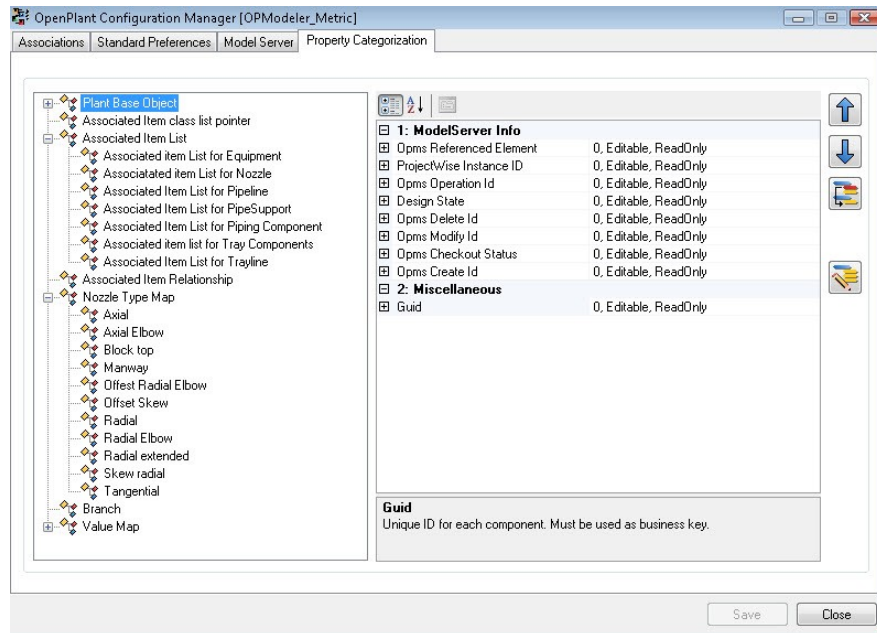 OpenPlant Configuration Manager [OPModeler_Metric]
Associations Standard Preferences Model Server Property Categorization
Plant Base Object
Associated Item class list pointer
Associated Item List
Associated item List for Equipment
Associatated item List for Nozzle
Associated Item List for Pipeline
Associated Item List for PipeSupport
Associated Item List for Piping Component
Associated item list for Tray Components
Associated Item List for Trayline
Associated Item Relationship
Nozzle Type Map
Axial
Axial Elbow
Block top
Manway
Offest Radial Elbow
Offset Skew
Radial
Radial Elbow
Radial extended
Skew radial
Tangential
Branch
Value Map
1: ModelServer Info
Opms Referenced Element 0, Editable, ReadOnly
ProjectWise Instance ID 0, Editable, ReadOnly
Opms Operation Id 0, Editable, ReadOnly
Design State 0, Editable, ReadOnly
Opms Delete Id 0, Editable, ReadOnly
Opms Modify Id 0, Editable, ReadOnly
Opms Checkout Status 0, Editable, ReadOnly
Opms Create Id 0, Editable, ReadOnly
2: Miscellaneous
Guid 0, Editable, ReadOnly
Guid
Unique ID for each component. Must be used as business key.
Save Close